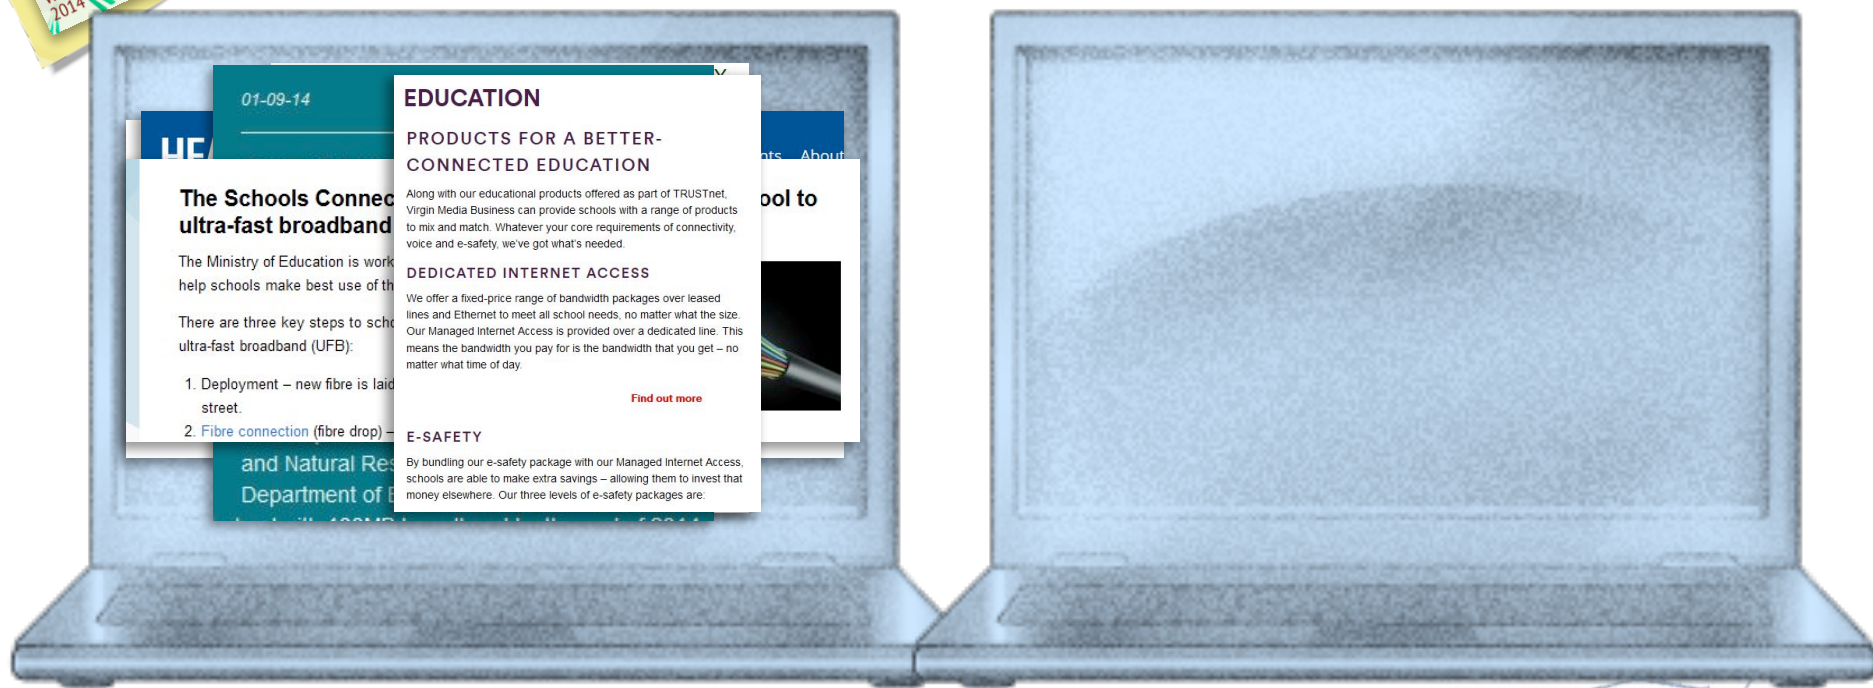 2014
01-09-14
HE
nts About
The Schools Connec
ool to
ultra-fast broadband
The Ministry of Education is work
help schools make best use of th
There are three key steps to scho
ultra-fast broadband (UFB):
1. Deployment – new fibre is laid
street.
2. Fibre connection (fibre drop) –
and Natural Res
Department of E
EDUCATION
PRODUCTS FOR A BETTER-
CONNECTED EDUCATION
Along with our educational products offered as part of TRUSTnet,
Virgin Media Business can provide schools with a range of products
to mix and match. Whatever your core requirements of connectivity,
voice and e-safety, we've got what's needed.
DEDICATED INTERNET ACCESS
We offer a fixed-price range of bandwidth packages over leased
lines and Ethernet to meet all school needs, no matter what the size.
Our Managed Internet Access is provided over a dedicated line. This
means the bandwidth you pay for is the bandwidth that you get – no
matter what time of day.
Find out more
E-SAFETY
By bundling our e-safety package with our Managed Internet Access,
schools are able to make extra savings – allowing them to invest that
money elsewhere. Our three levels of e-safety packages are: